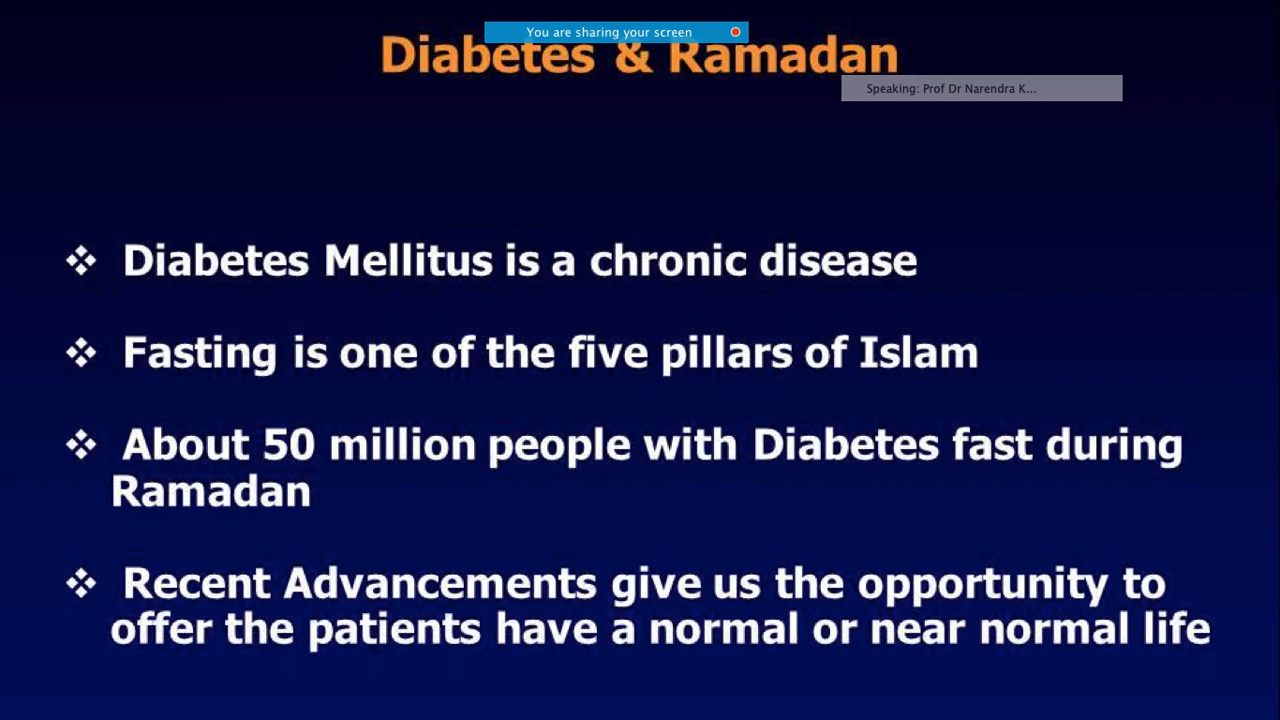 You are sharing your screen
Diabetes & Ramadan
Speaking: Prof Dr Narendra K...
❖ Diabetes Mellitus is a chronic disease
❖ Fasting is one of the five pillars of Islam
❖ About 50 million people with Diabetes fast during
Ramadan
❖ Recent Advancements give us the opportunity to
offer the patients have a normal or near normal life